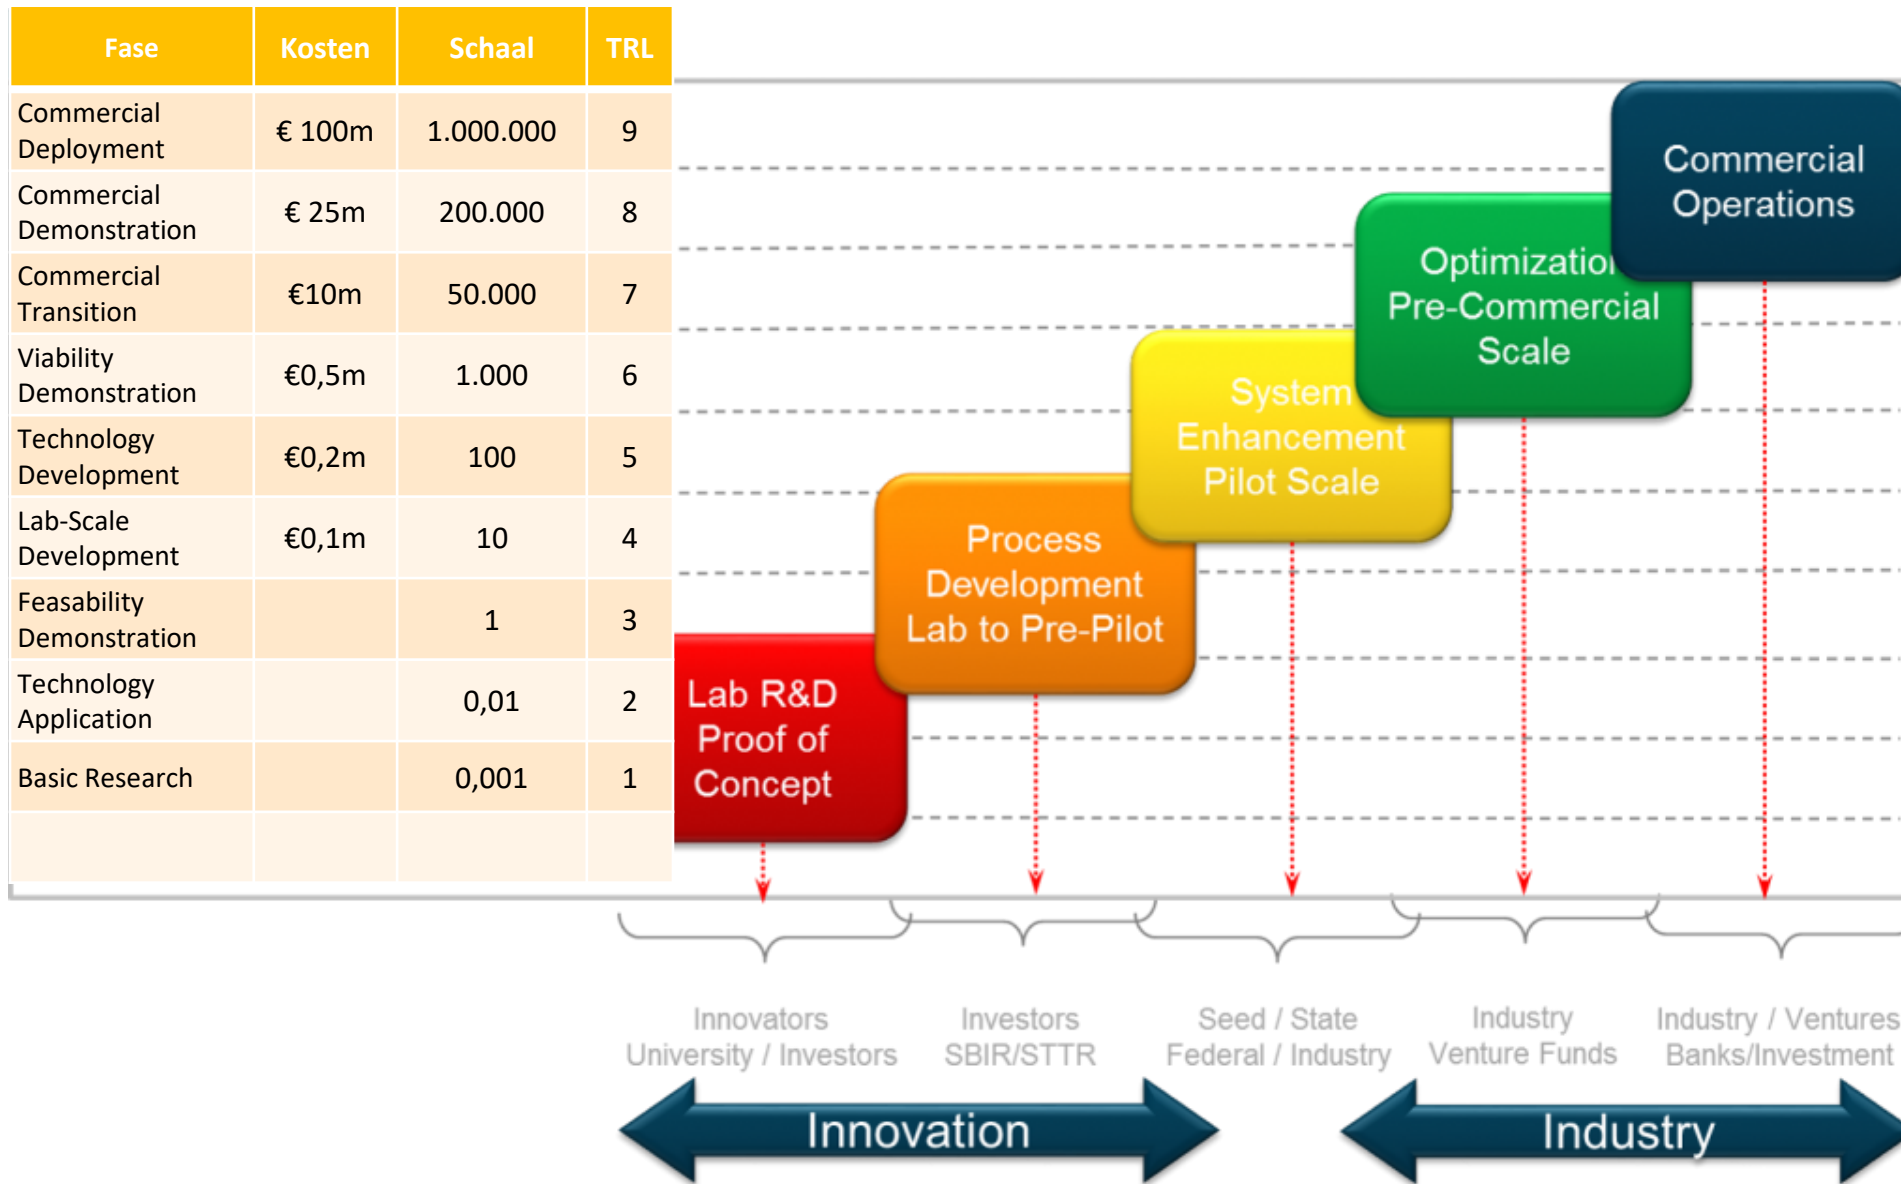 Fase Kosten Schaal TRL
Commercial
Deployment
€ 100m 1.000.000 9
Commercial
Demonstration
€ 25m 200.000 8
Commercial
Transition
€10m 50.000 7
Viability
Demonstration
€0,5m 1.000 6
Technology
Development
€0,2m 100 5
Lab-Scale
Development
€0,1m 10 4
Feasability
Demonstration
1 3
Technology
Application
0,01 2
Basic Research 0,001 1
Commercial
Operations
Optimization
Pre-Commercial
Scale
System
Enhancement
Pilot Scale
Process
Development
Lab to Pre-Pilot
Lab R&D
Proof of
Concept
Innovators
University / Investors
Investors
SBIR/STTR
Seed / State
Federal / Industry
Industry
Venture Funds
Industry / Ventures
Banks/Investment
Innovation
Industry